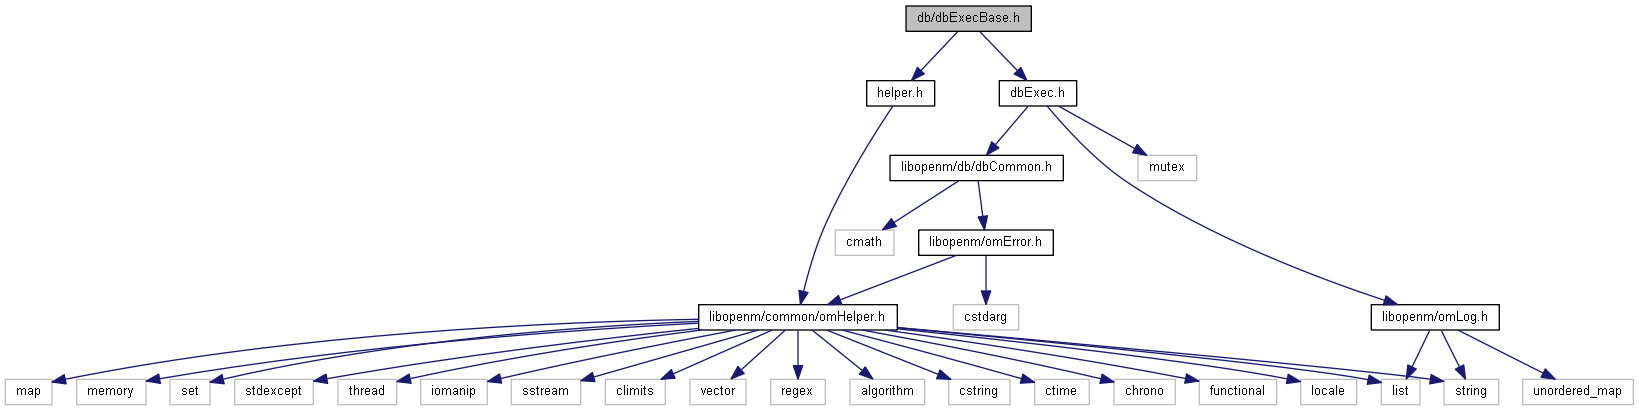 db/dbExecBase.h
helper.h
dbExec.h
libopenm/db/dbCommon.h
mutex
cmath
libopenm/omError.h
libopenm/common/omHelper.h
cstdarg
libopenm/omLog.h
map
memory
set
stdexcept
thread
iomanip
sstream
climits
vector
regex
algorithm
cstring
ctime
chrono
functional
locale
list
string
unordered_map